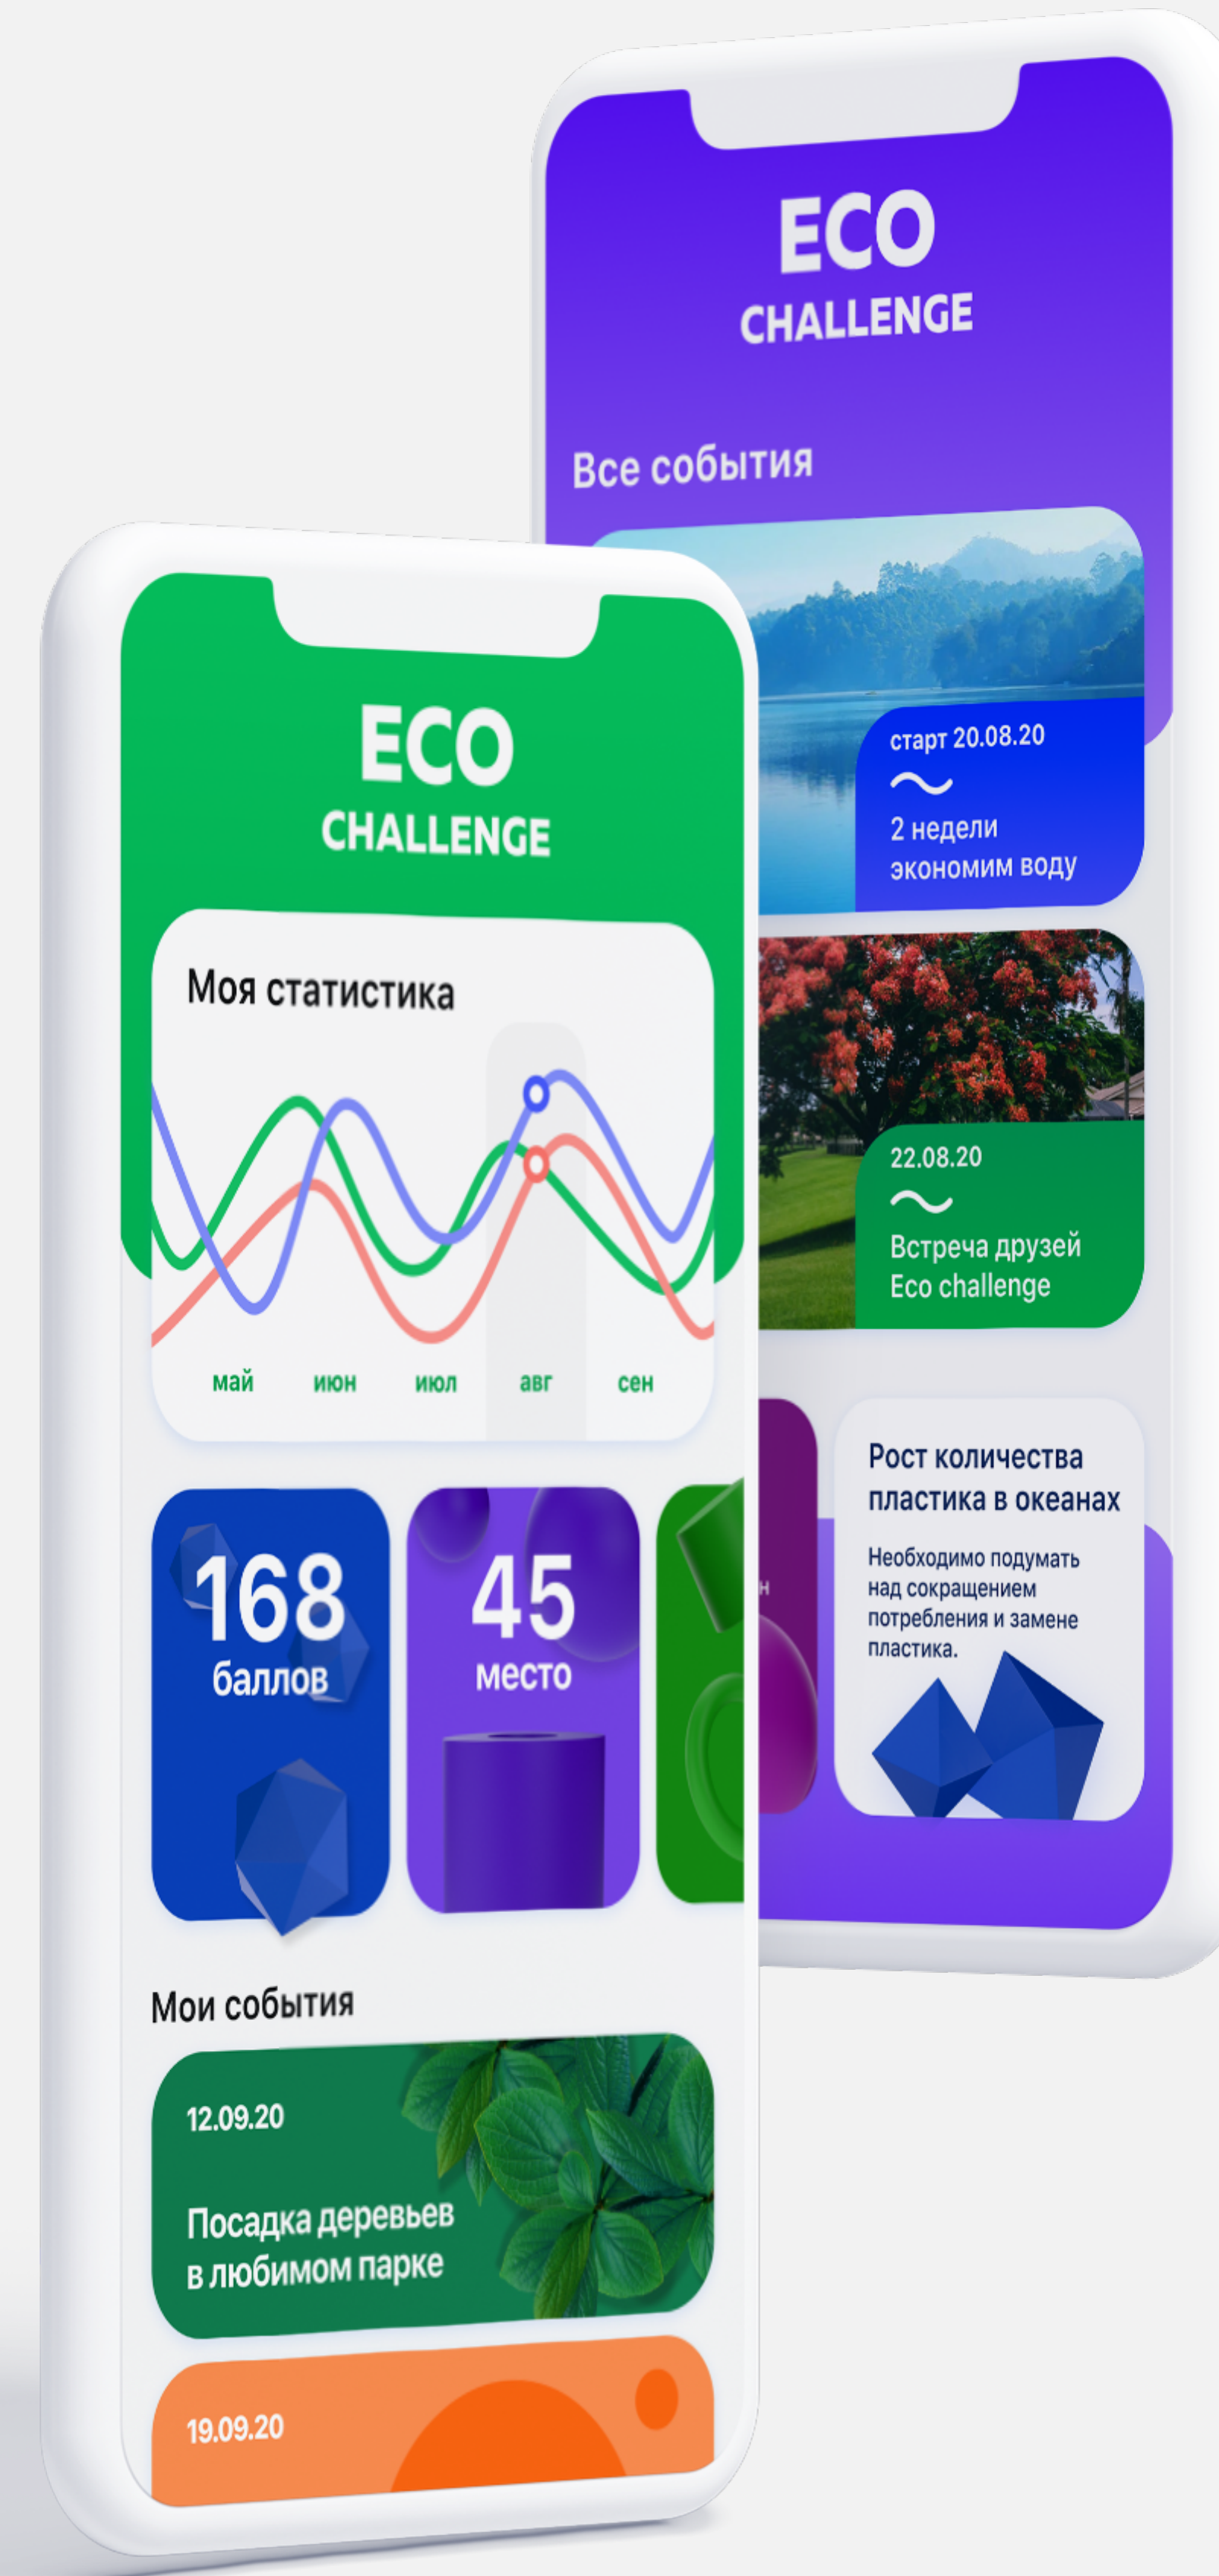 ECO
CHALLENGE
Все события
старт 20.08.20
2 недели
экономим воду
22.08.20
Встреча друзей
Eco challenge
Рост количества
пластика в океанах
Необходимо подумать
над сокращением
потребления и замене
пластика.
ECO
CHALLENGE
Моя статистика
май июн июл авг сен
168
баллов
45
место
Мои события
12.09.20
Посадка деревьев
в любимом парке
19.09.20